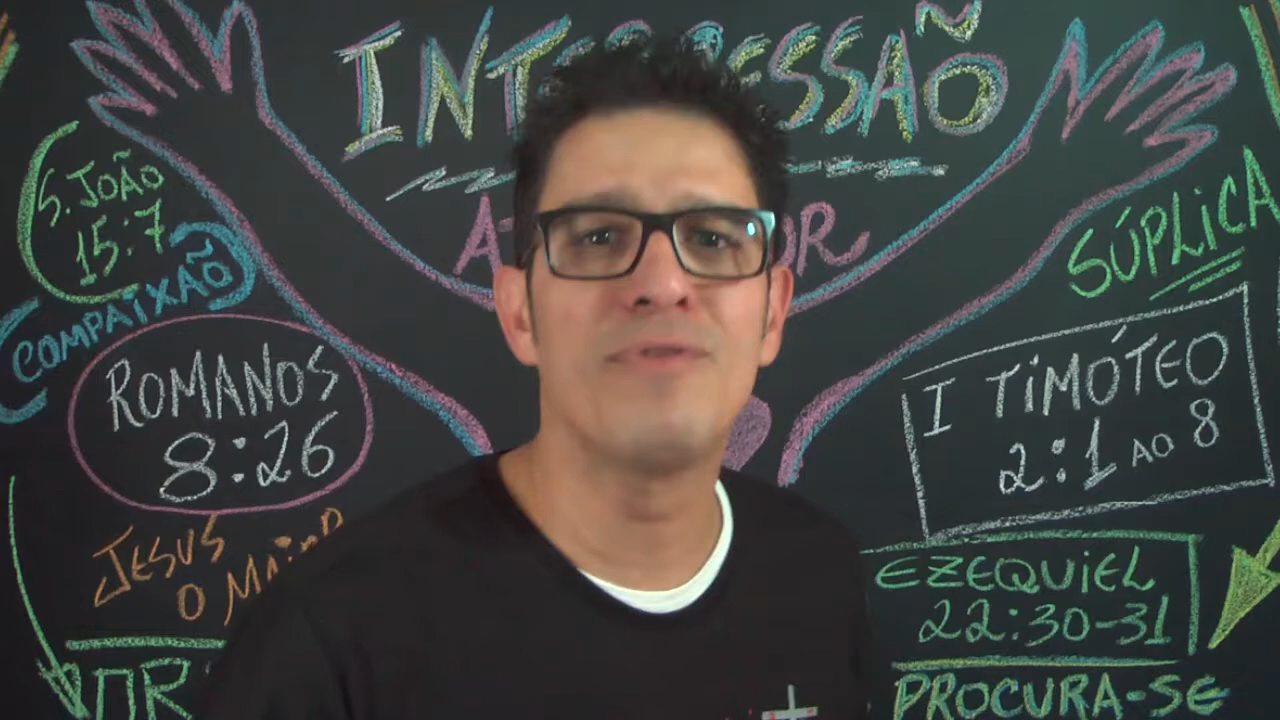 INTERCESSÃO
S. JOÃO
15:7
COMPAIXÃO
ROMANOS
8:26
JESUS
O
SÚPLICA
I TIMÓTEO
2:1 AO 8
EZEQUIEL
22:30-31
PROCURA-SE